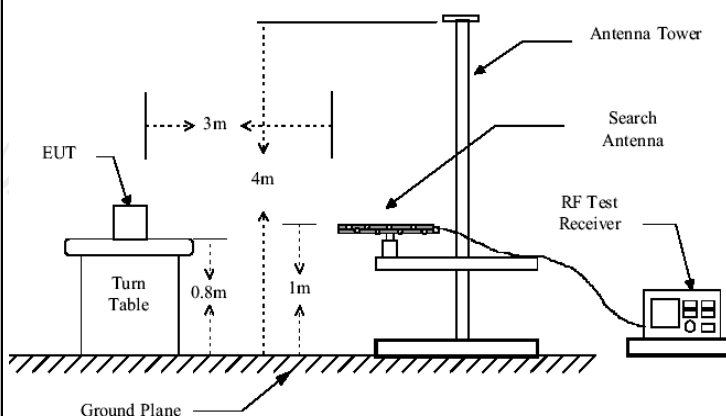 Antenna Tower
3m
Search
Antenna
EUT
4m
RF Test
Receiver
Turn
Table
0.8m
1m
Ground Plane